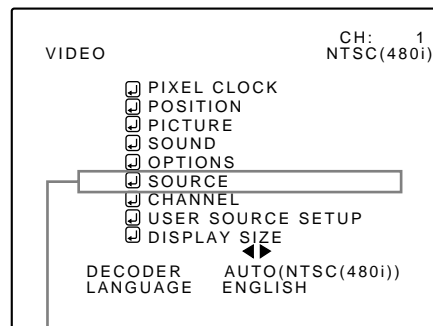 CH: 1
VIDEO NTSC(480i)
PIXEL CLOCK
POSITION
PICTURE
SOUND
OPTIONS
SOURCE
CHANNEL
USER SOURCE SETUP
DISPLAY SIZE
DECODER AUTO(NTSC(480i))
LANGUAGE ENGLISH